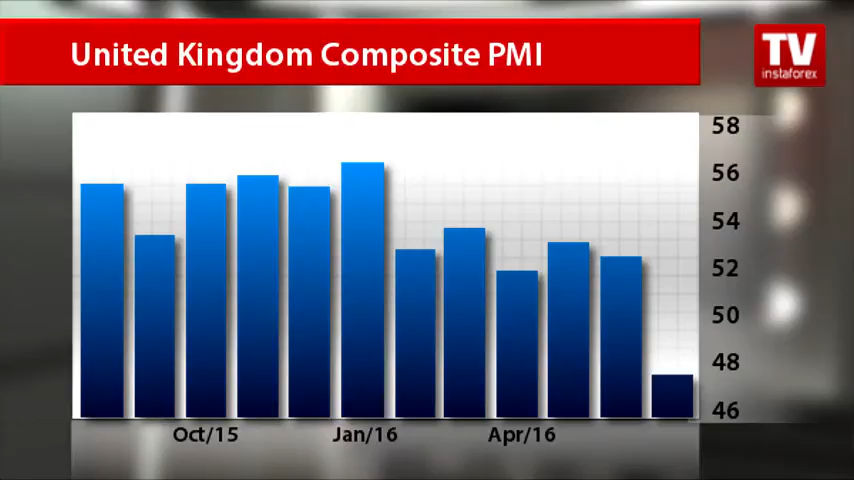 United Kingdom Composite PMI
TV
instaforex
58
56
54
52
50
48
46
Oct/15
Jan/16
Apr/16